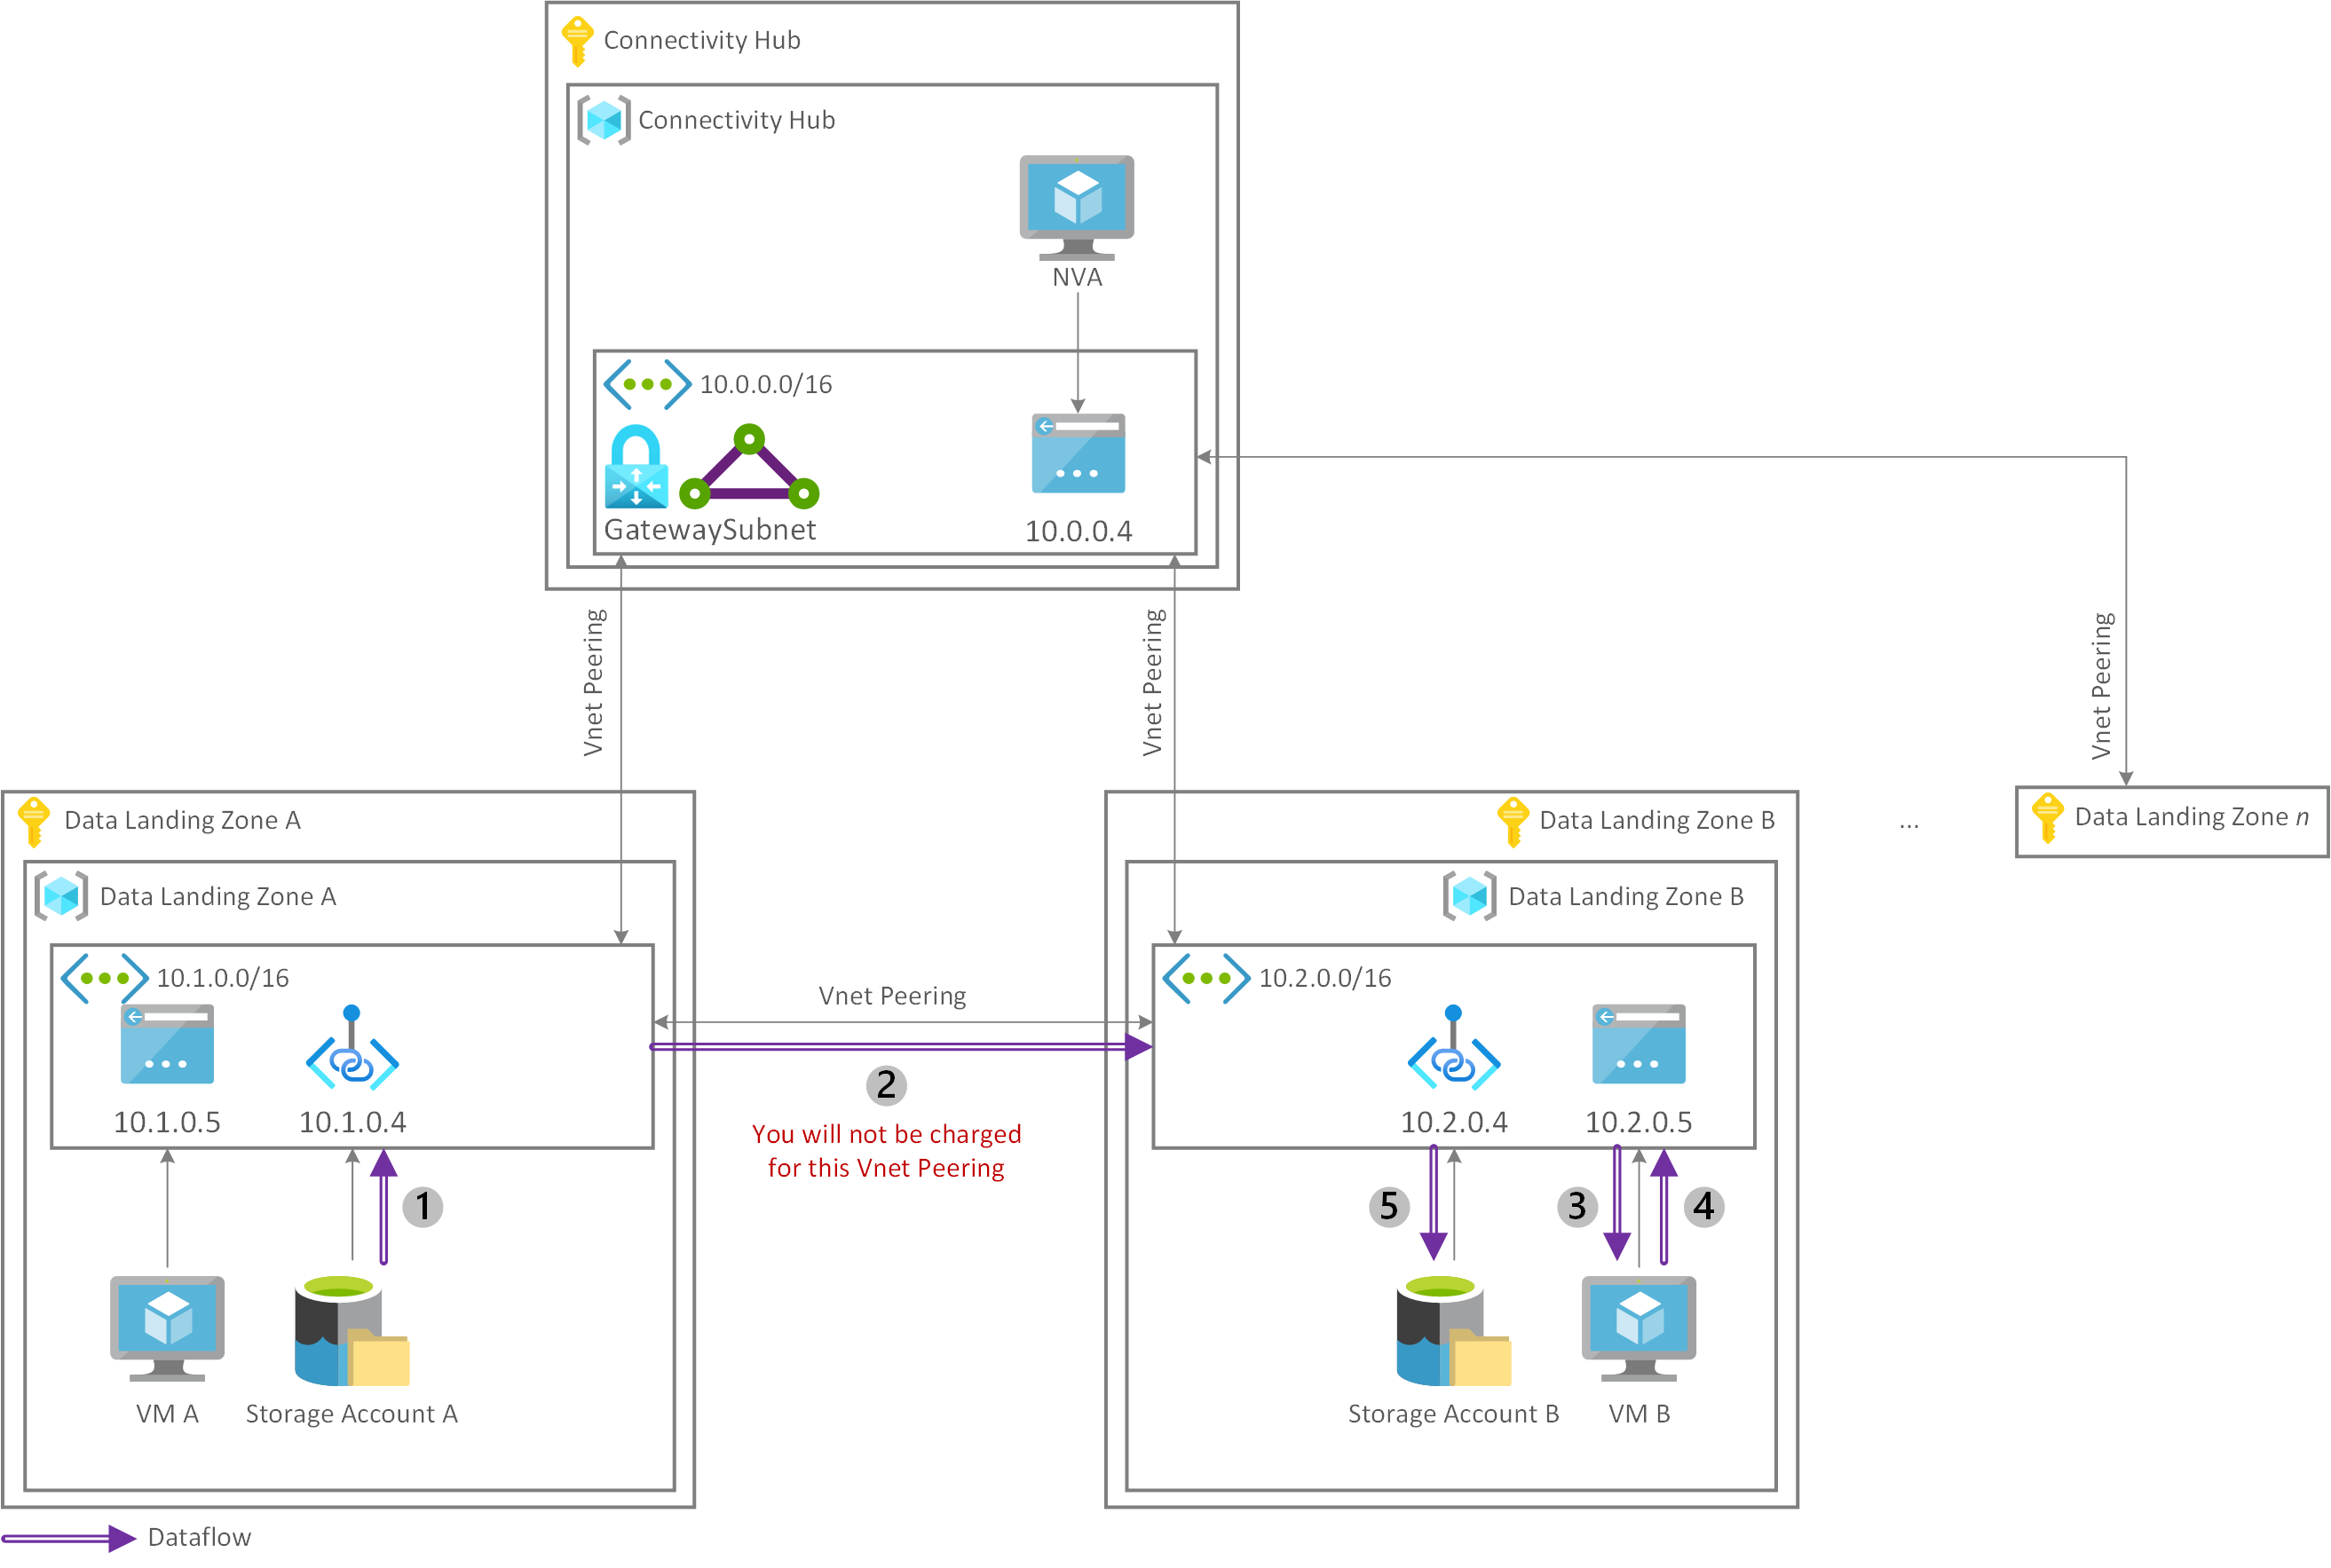 Connectivity Hub
Connectivity Hub
NVA
10.0.0.0/16
GatewaySubnet
10.0.0.4
Vnet Peering
Vnet Peering
Vnet Peering
Data Landing Zone A
Data Landing Zone B
...
Data Landing Zone n
Data Landing Zone A
Data Landing Zone B
10.1.0.0/16
Vnet Peering
10.2.0.0/16
10.1.0.5
10.1.0.4
2
You will not be charged
for this Vnet Peering
10.2.0.4
10.2.0.5
1
5
3
4
VM A
Storage Account A
Storage Account B
VM B
Dataflow